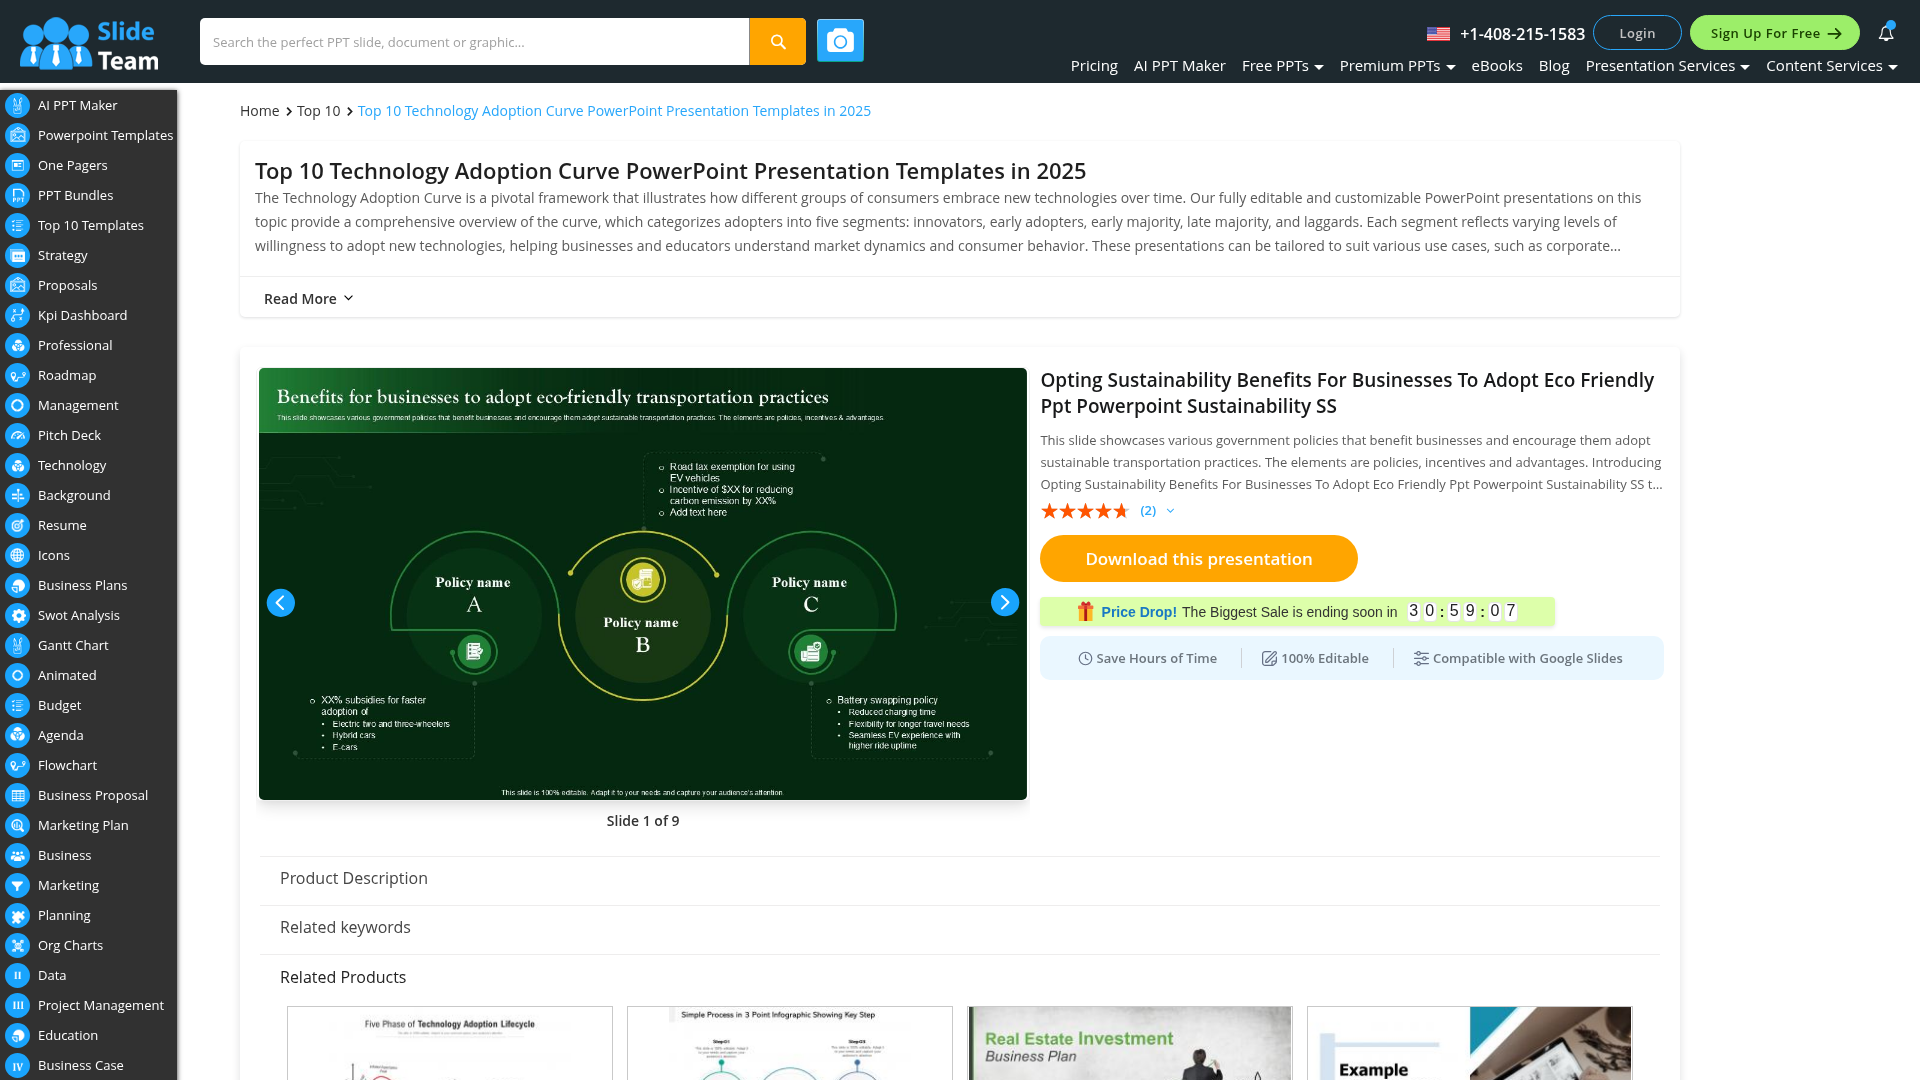 Slide
Team
Search the perfect PPT slide, document or graphic...
+1-408-215-1583
Login
Sign Up For Free
Pricing
AI PPT Maker
Free PPTs
Premium PPTs
eBooks
Blog
Presentation Services
Content Services
AI PPT Maker
Powerpoint Templates
One Pagers
PPT Bundles
Top 10 Templates
Strategy
Proposals
Kpi Dashboard
Professional
Roadmap
Management
Pitch Deck
Technology
Background
Resume
Icons
Business Plans
Swot Analysis
Gantt Chart
Animated
Budget
Agenda
Flowchart
Business Proposal
Marketing Plan
Business
Marketing
Planning
Org Charts
Data
Project Management
Education
Business Case
Home
Top 10
Top 10 Technology Adoption Curve PowerPoint Presentation Templates in 2025
Top 10 Technology Adoption Curve PowerPoint Presentation Templates in 2025
The Technology Adoption Curve is a pivotal framework that illustrates how different groups of consumers embrace new technologies over time. Our fully editable and customizable PowerPoint presentations on this
topic provide a comprehensive overview of the curve, which categorizes adopters into five segments: innovators, early adopters, early majority, late majority, and laggards. Each segment reflects varying levels of
willingness to adopt new technologies, helping businesses and educators understand market dynamics and consumer behavior. These presentations can be tailored to suit various use cases, such as corporate...
Read More
Benefits for businesses to adopt eco-friendly transportation practices
This slide showcases various government policies that benefit businesses and encourage them adopt sustainable transportation practices. The elements are policies, incentives & advantages.
Road tax exemption for using
EV vehicles
Incentive of $XX for reducing
carbon emission by XX%
Add text here
Policy name
A
Policy name
B
Policy name
C
XX% subsidies for faster
adoption of
Electric two and three-wheelers
Hybrid cars
E-cars
Battery swapping policy
Reduced charging time
Flexibility for longer travel needs
Seamless EV experience with
higher ride uptime
This slide is 100% editable. Adapt it to your needs and capture your audience's attention.
Slide 1 of 9
Opting Sustainability Benefits For Businesses To Adopt Eco Friendly
Ppt Powerpoint Sustainability SS
This slide showcases various government policies that benefit businesses and encourage them adopt
sustainable transportation practices. The elements are policies, incentives and advantages. Introducing
Opting Sustainability Benefits For Businesses To Adopt Eco Friendly Ppt Powerpoint Sustainability SS t...
(2)
Download this presentation
Price Drop! The Biggest Sale is ending soon in 30:59:07
Save Hours of Time
100% Editable
Compatible with Google Slides
Product Description
Related keywords
Related Products
Five Phase of Technology Adoption Lifecycle
Simple Process in 3 Point Infographic Showing Key Step
Real Estate Investment
Business Plan
Example